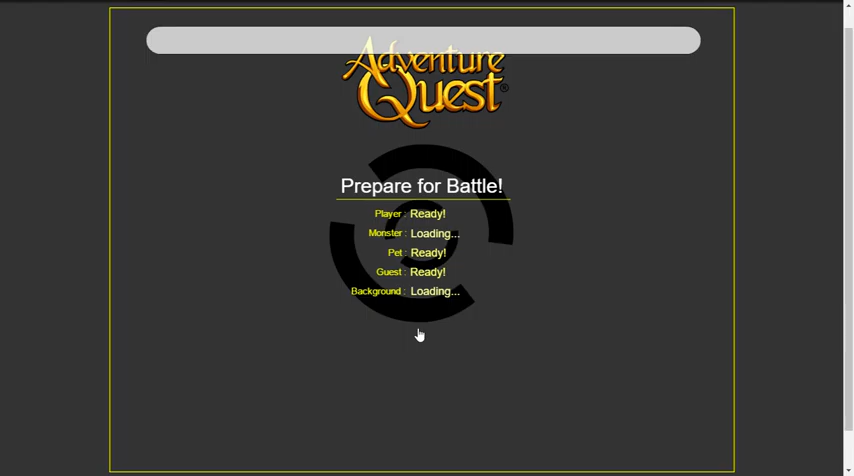 Adventure
Quest®
Prepare for Battle!
Player : Ready!
Monster : Loading...
Pet : Ready!
Guest : Ready!
Background : Loading...